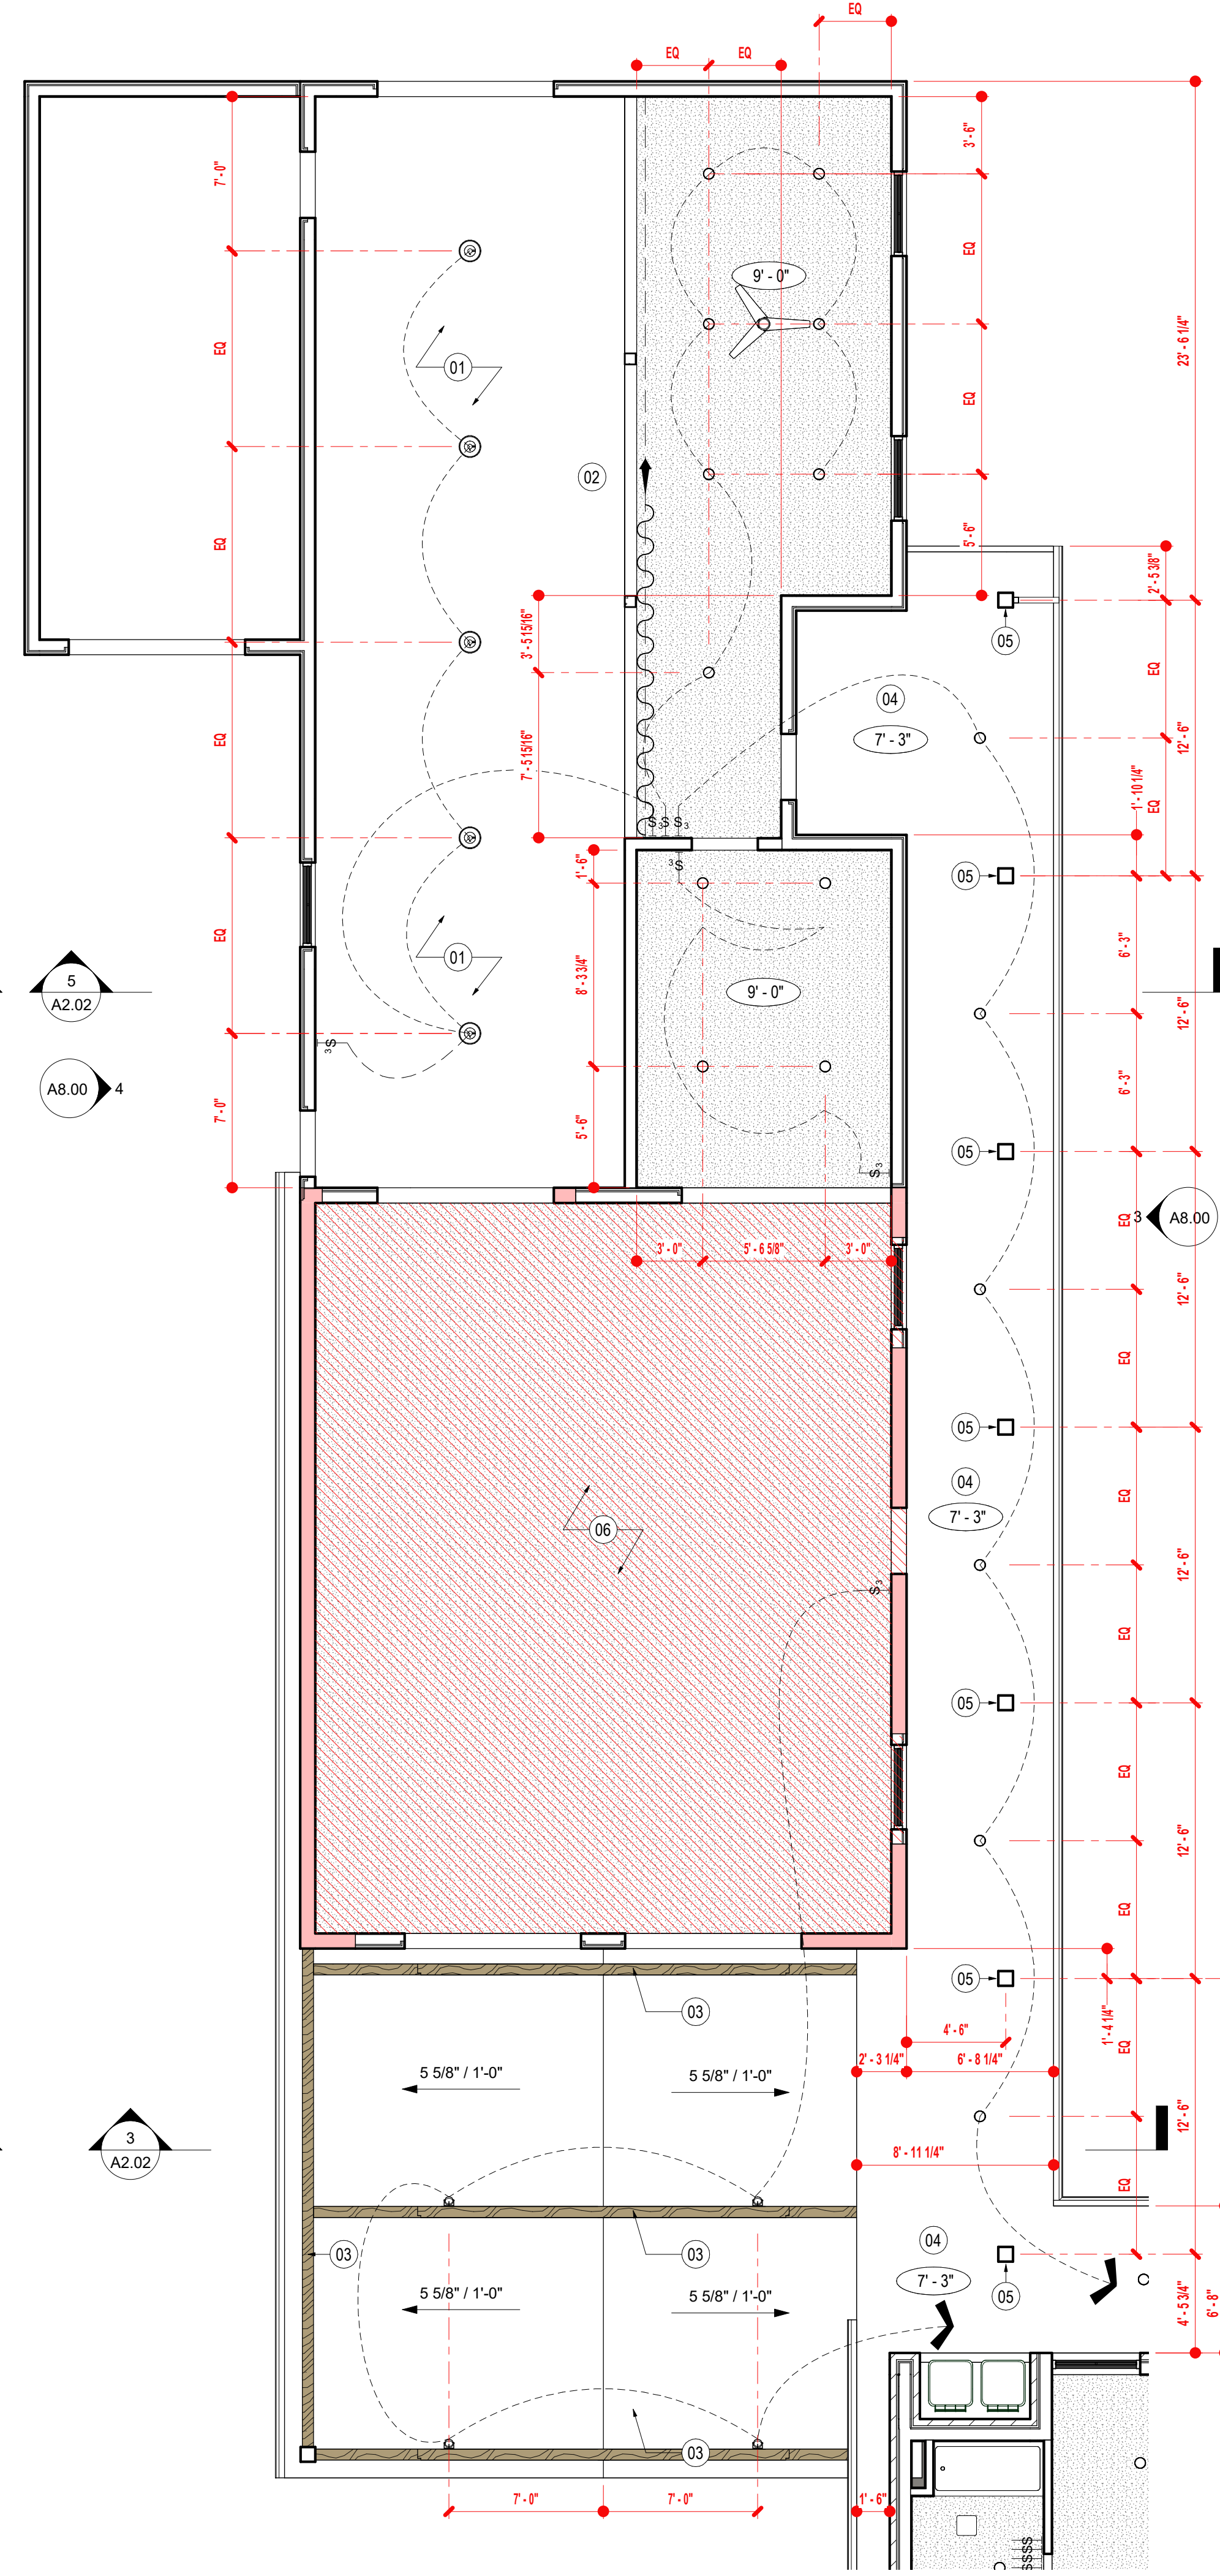 EQ
EQ EQ
7' - 0"
3' - 6"
EQ
9' - 0"
23' - 6 1/4"
EQ
01
EQ
02
EQ
5' - 6"
2' - 5 3/8"
05
3' - 5 15/16"
EQ
04
7' - 3"
12' - 6"
EQ
7' - 5 15/16"
1' - 10 1/4"
EQ
S3 S S3
S3
1' - 6"
05
EQ
01
8' - 3 3/4"
6' - 3"
5
A2.02
9' - 0"
12' - 6"
S3
A8.00 4
7' - 0"
5' - 6"
6' - 3"
05
S3
3 A8.00
EQ
3' - 0" 5' - 6 5/8" 3' - 0"
12' - 6"
EQ
05
04
EQ
06
7' - 3"
12' - 6"
S3
EQ
05
EQ
12' - 6"
EQ
05
03
4' - 6"
1' - 4 1/4"
EQ
2' - 3 1/4" 6' - 8 1/4"
5 5/8" / 1'-0" 5 5/8" / 1'-0"
12' - 6"
3
A2.02
8' - 11 1/4"
EQ
04
03 03
7' - 3"
05
5 5/8" / 1'-0" 5 5/8" / 1'-0"
4' - 5 3/4"
6' - 8"
03
7' - 0" 7' - 0" 1' - 6"
SSSS